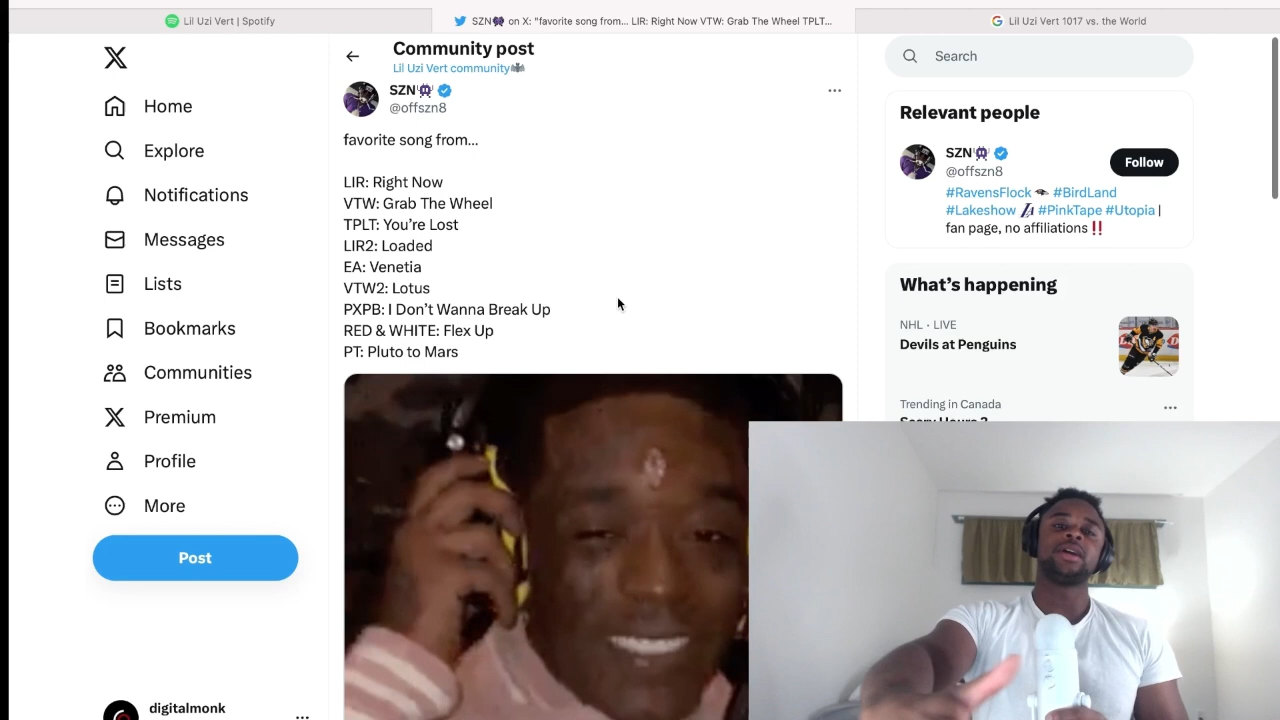 Lil Uzi Vert | Spotify
SZN on X: "favorite song from... LIR: Right Now VTW: Grab The Wheel TPLT...
Lil Uzi Vert 1017 vs. the World
Home
Explore
Notifications
Messages
Lists
Bookmarks
Communities
Premium
Profile
More
Post
digitalmonk
Community post
Lil Uzi Vert community
SZN
@offszn8
favorite song from...
LIR: Right Now
VTW: Grab The Wheel
TPLT: You’re Lost
LIR2: Loaded
EA: Venetia
VTW2: Lotus
PXPB: I Don’t Wanna Break Up
RED & WHITE: Flex Up
PT: Pluto to Mars
Search
Relevant people
SZN
@offszn8
Follow
#RavensFlock #BirdLand
#Lakeshow #PinkTape #Utopia |
fan page, no affiliations ‼️
What’s happening
NHL · LIVE
Devils at Penguins
Trending in Canada